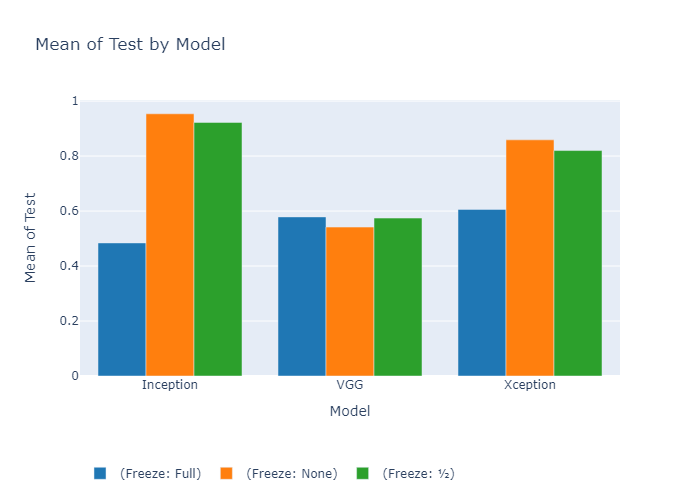 Mean of Test by Model
Mean of Test
1
0.8
0.6
0.4
0.2
0
Inception VGG Xception
Model
(Freeze: Full) (Freeze: None) (Freeze: ½)